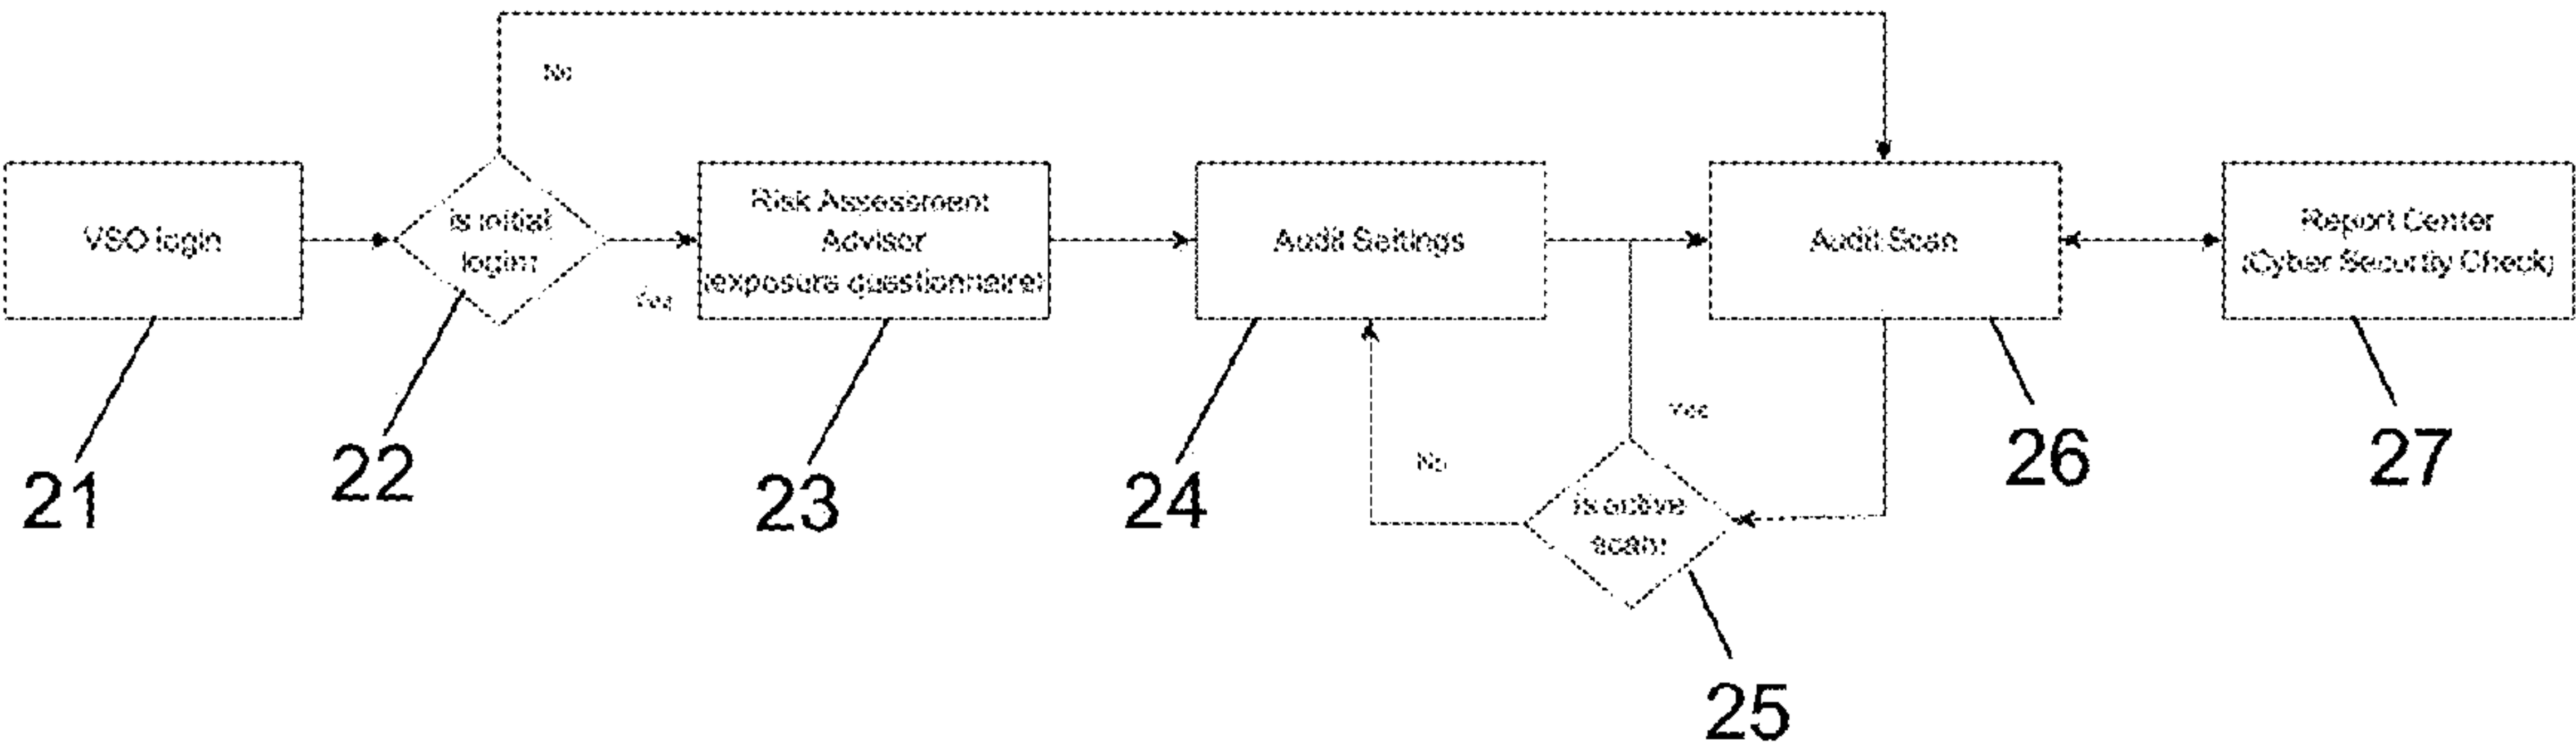 No
VSO login
Is initial
login?
Yes
Risk Assessment
Advisor
(exposure questionnaire)
Audit Settings
Audit Scan
Report Center
(Cyber Security Check)
Yes
No
Is active
scan?
21
22
23
24
25
26
27